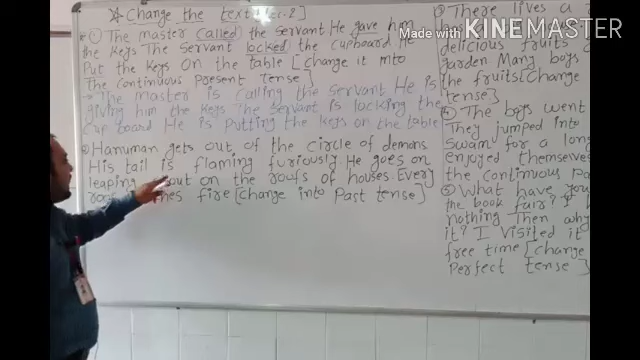 ☆ Change the text [Lec-2]
① The master called the servant He gave him
the keys The Servant locked the cupboard He
Put the keys on the table [change it into
The continuous present tense]
→ The master is calling the servant He is
giving him the keys The Servant is locking the
cup board He is putting the keys on the table
② Hanuman gets out of the circle of demons
His tail is flaming furiously He goes on
leaping out on the roofs of houses Every
fire [change into Past tense]
③ There lives a
delicious fruits
garden Many boys
the fruits [change
tense]
④ The boys went
They jumped into
Swam for a long
enjoyed themselves
the continuous
⑤ What have you
the book fair?
nothing Then why
it? I visited it
free time [change
Perfect tense]
Made with KINEMASTER